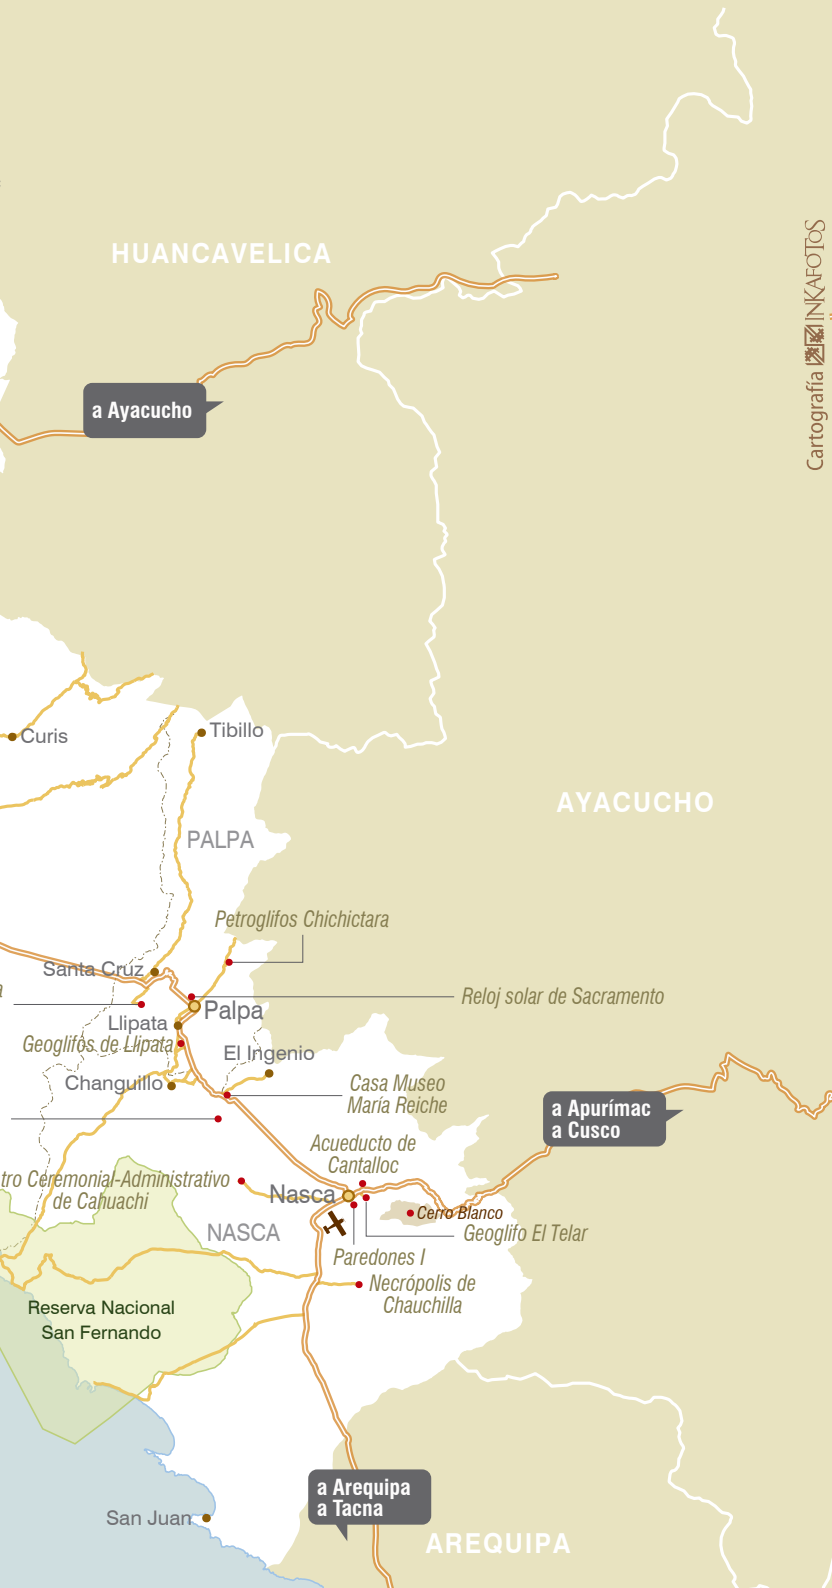 HUANCAVELICA
Cartografía INKAFOTOS
a Ayacucho
Curis
Tibillo
AYACUCHO
PALPA
Petroglifos Chichictara
Santa Cruz
Reloj solar de Sacramento
Palpa
Llipata
Geoglifos de Llipata
El Ingenio
Changuillo
Casa Museo
María Reiche
a Apurímac
a Cusco
Acueducto de
Cantalloc
tro Ceremonial-Administrativo
de Cahuachi
Nasca
Cerro Blanco
NASCA
Geoglifo El Telar
Paredones I
Necrópolis de
Chauchilla
Reserva Nacional
San Fernando
a Arequipa
a Tacna
San Juan
AREQUIPA